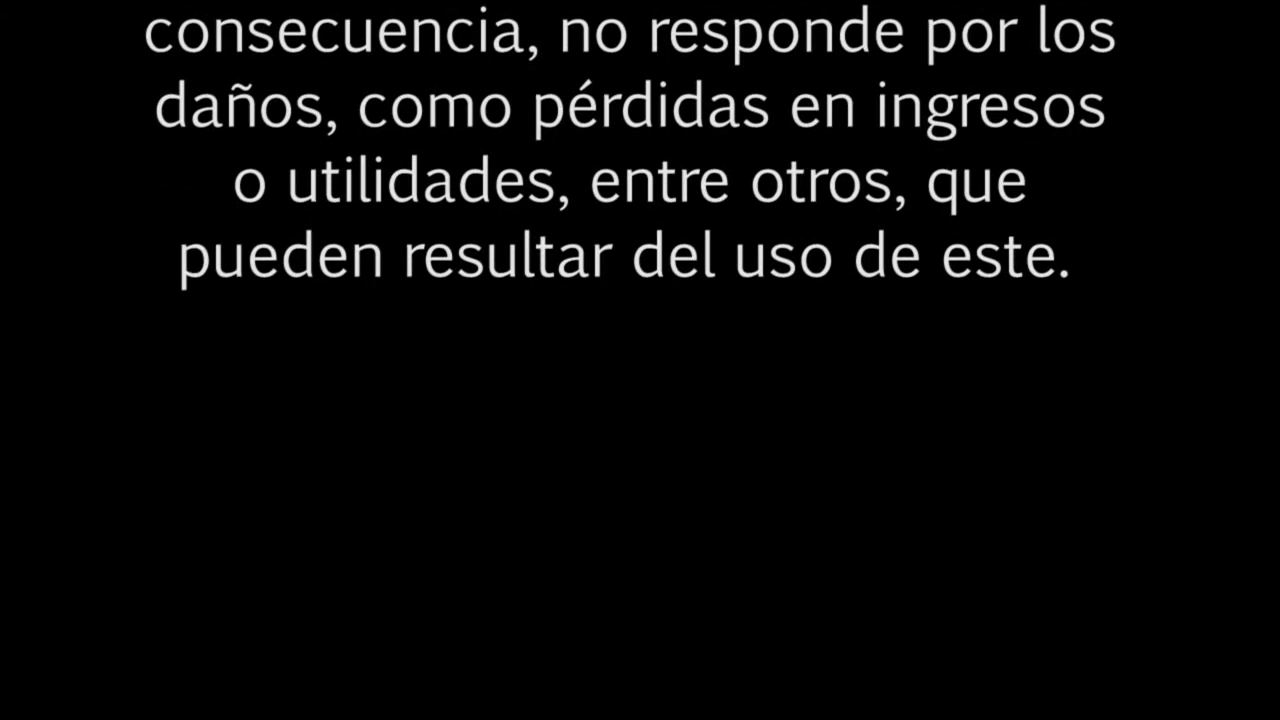 consecuencia, no responde por los
daños, como pérdidas en ingresos
o utilidades, entre otros, que
pueden resultar del uso de este.